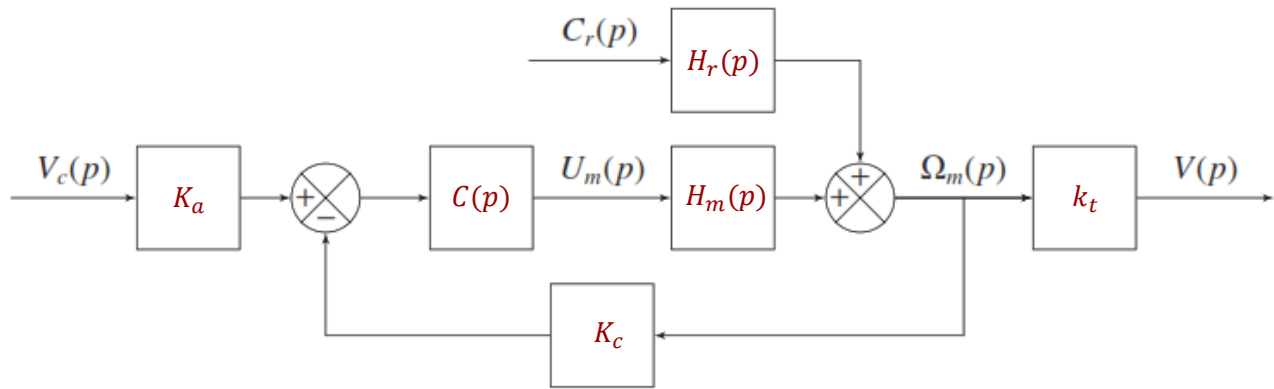 C_r(p)
H_r(p)
V_c(p)
K_a
+
−
C(p)
U_m(p)
H_m(p)
+
+
Ω_m(p)
k_t
V(p)
K_c